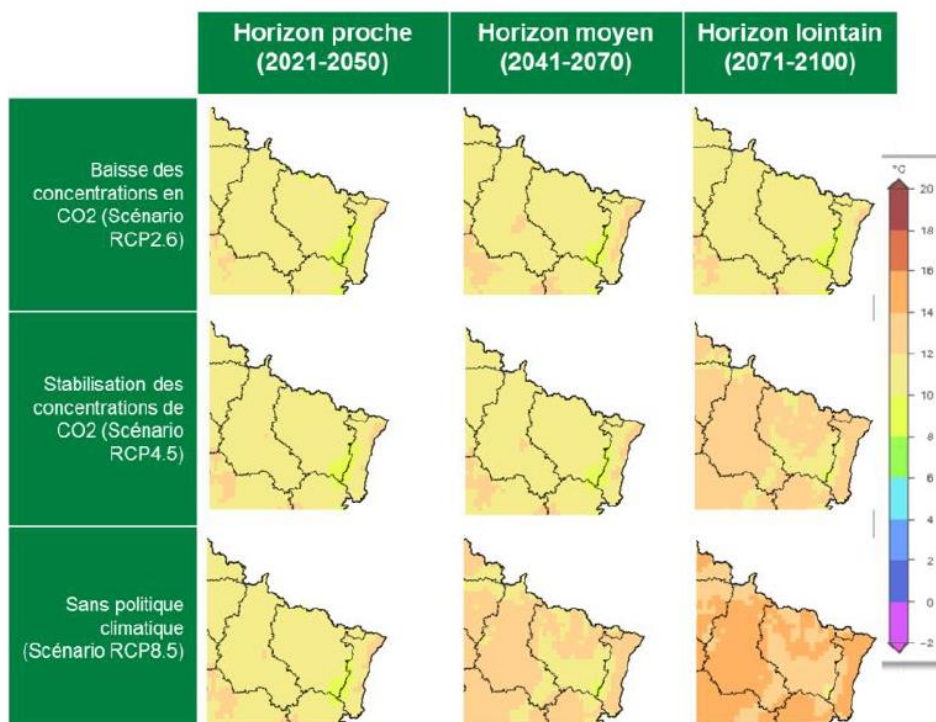 Horizon proche
(2021-2050)
Horizon moyen
(2041-2070)
Horizon lointain
(2071-2100)
Baisse des
concentrations en
CO2 (Scénario
RCP2.6)
Stabilisation des
concentrations de
CO2 (Scénario
RCP4.5)
Sans politique
climatique
(Scénario RCP8.5)
°C
20
18
16
14
12
10
8
6
4
2
0
-2